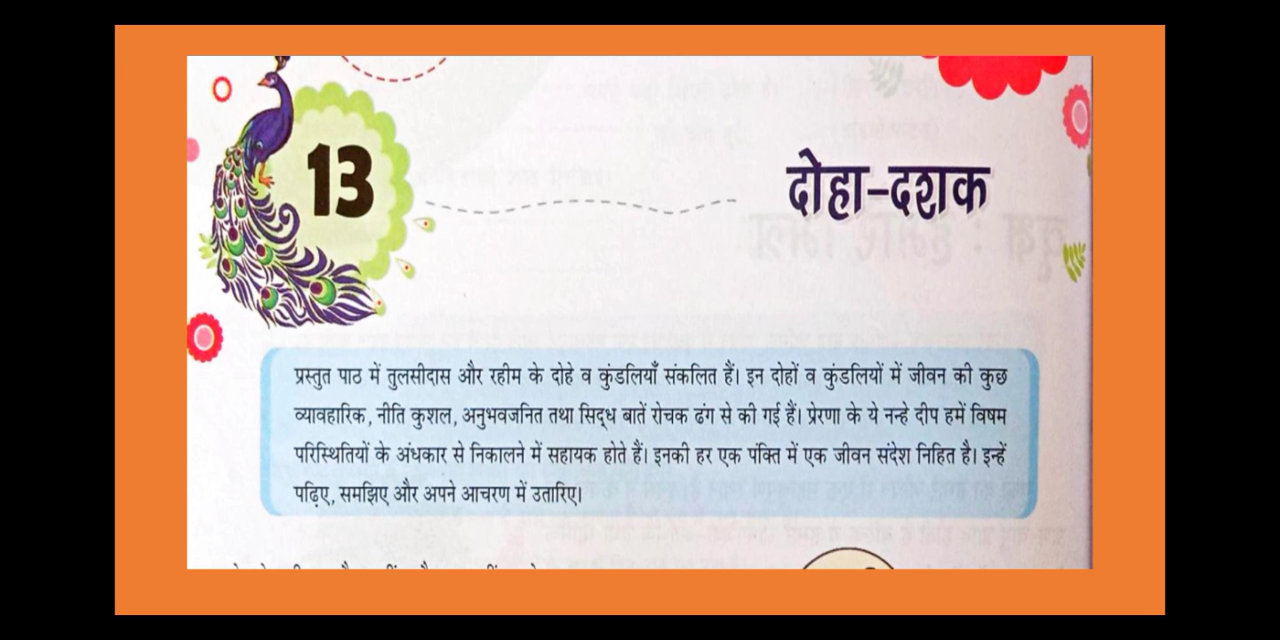 13
दोहा-दशक
प्रस्तुत पाठ में तुलसीदास और रहीम के दोहे व कुंडलियाँ संकलित हैं। इन दोहों व कुंडलियों में जीवन की कुछ
व्यावहारिक, नीति कुशल, अनुभवजनित तथा सिद्ध बातें रोचक ढंग से की गई हैं। प्रेरणा के ये नन्हे दीप हमें विषम
परिस्थितियों के अंधकार से निकालने में सहायक होते हैं। इनकी हर एक पंक्ति में एक जीवन संदेश निहित है। इन्हें
पढ़िए, समझिए और अपने आचरण में उतारिए।